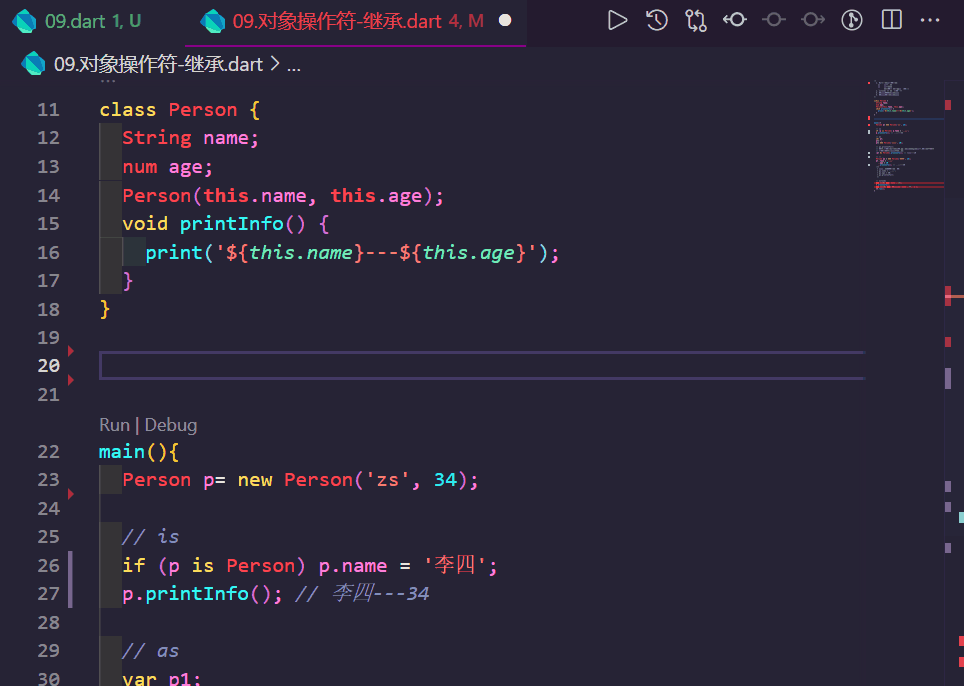 09.dart 1, U
09.对象操作符-继承.dart 4, M
09.对象操作符-继承.dart > ...
11 class Person {
12 String name;
13 num age;
14 Person(this.name, this.age);
15 void printInfo() {
16 print('${this.name}---${this.age}');
17 }
18 }
19
20
21
Run | Debug
22 main(){
23 Person p= new Person('zs', 34);
24
25 // is
26 if (p is Person) p.name = '李四';
27 p.printInfo(); // 李四---34
28
29 // as
30 var p1;